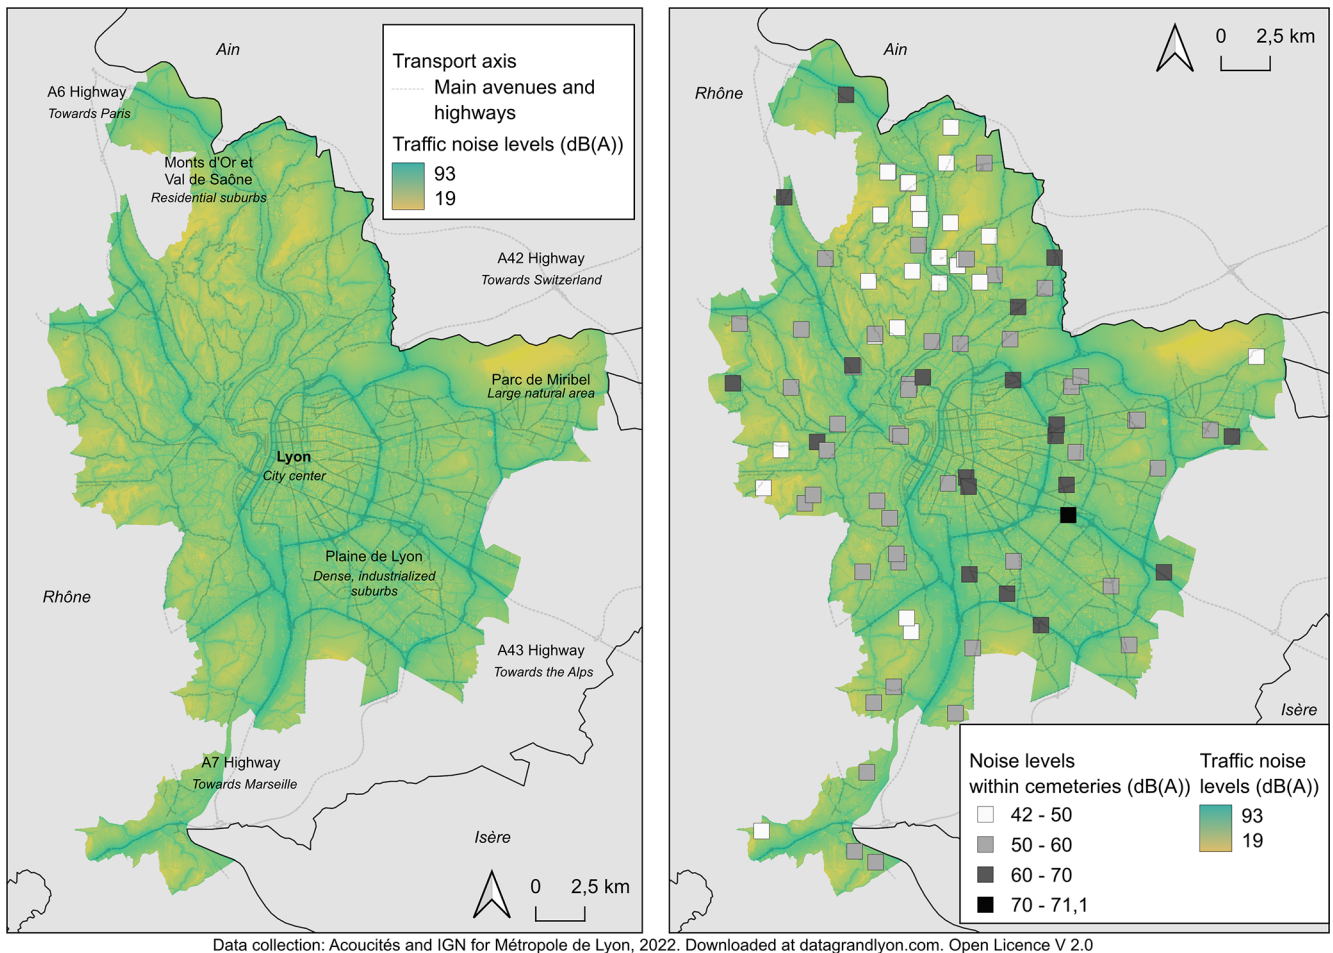 Ain
A6 Highway
Towards Paris
Transport axis
Main avenues and
highways
Traffic noise levels (dB(A))
93
19
Monts d'Or et
Val de Saône
Residential suburbs
A42 Highway
Towards Switzerland
Parc de Miribel
Large natural area
Lyon
City center
Plaine de Lyon
Dense, industrialized
suburbs
Rhône
A43 Highway
Towards the Alps
A7 Highway
Towards Marseille
Isère
0 2,5 km
Ain
Rhône
0 2,5 km
Isère
Noise levels
within cemeteries (dB(A))
42 - 50
50 - 60
60 - 70
70 - 71,1
Traffic noise
levels (dB(A))
93
19
Data collection: Acoucités and IGN for Métropole de Lyon, 2022. Downloaded at datagrandlyon.com. Open Licence V 2.0